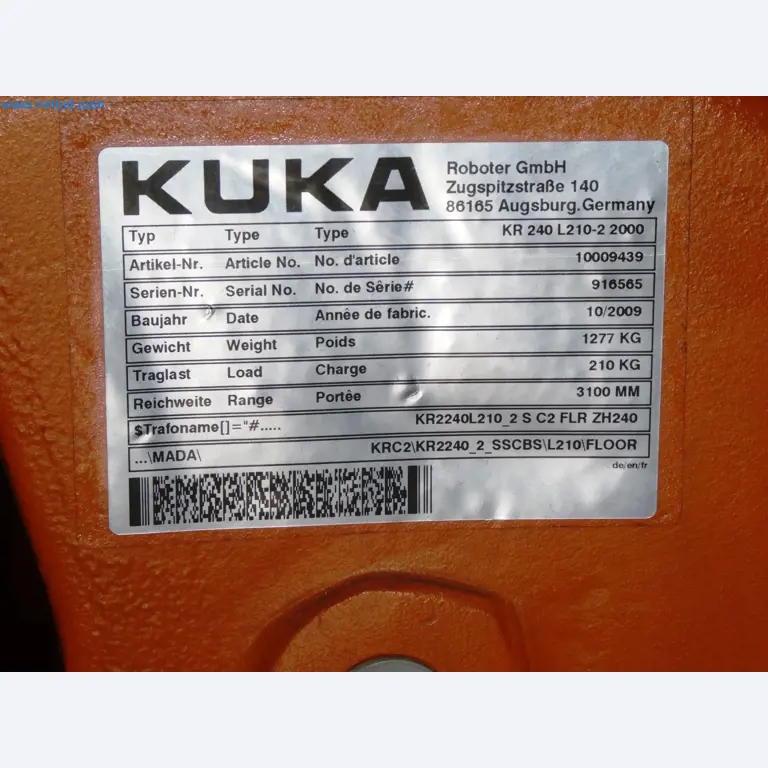 KUKA
Roboter GmbH
Zugspitzstraße 140
86165 Augsburg.Germany
Typ Type Type KR 240 L210-2 2000
Artikel-Nr. Article No. No. d'article 10009439
Serien-Nr. Serial No. No. de Sêrie# 916565
Baujahr Date Annêe de fabric. 10/2009
Gewicht Weight Poids 1277 KG
Traglast Load Charge 210 KG
Reichweite Range Portêe 3100 MM
$Trafoname[]="#..... KR2240L210_2 S C2 FLR ZH240
...\MADA\ KRC2\KR2240_2_SSCBS\L210\FLOOR
de/en/fr